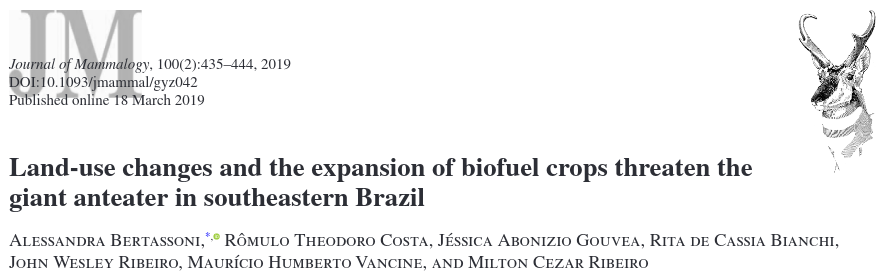 JM
Journal of Mammalogy, 100(2):435–444, 2019
DOI:10.1093/jmammal/gyz042
Published online 18 March 2019
Land-use changes and the expansion of biofuel crops threaten the
giant anteater in southeastern Brazil
Alessandra Bertassoni,*, Rômulo Theodoro Costa, Jéssica Abonizio Gouvea, Rita de Cassia Bianchi,
John Wesley Ribeiro, Maurício Humberto Vancine, and Milton Cezar Ribeiro